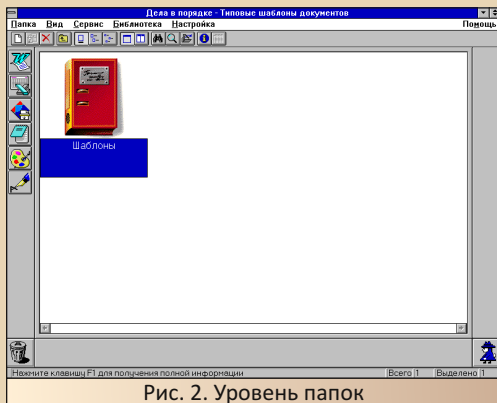 Дела в порядке - Типовые шаблоны документов
Папка Вид Сервис Библиотека Настройка Помощь
Шаблоны
Нажмите клавишу F1 для получения полной информации Всего 1 Выделено 1
Рис. 2. Уровень папок